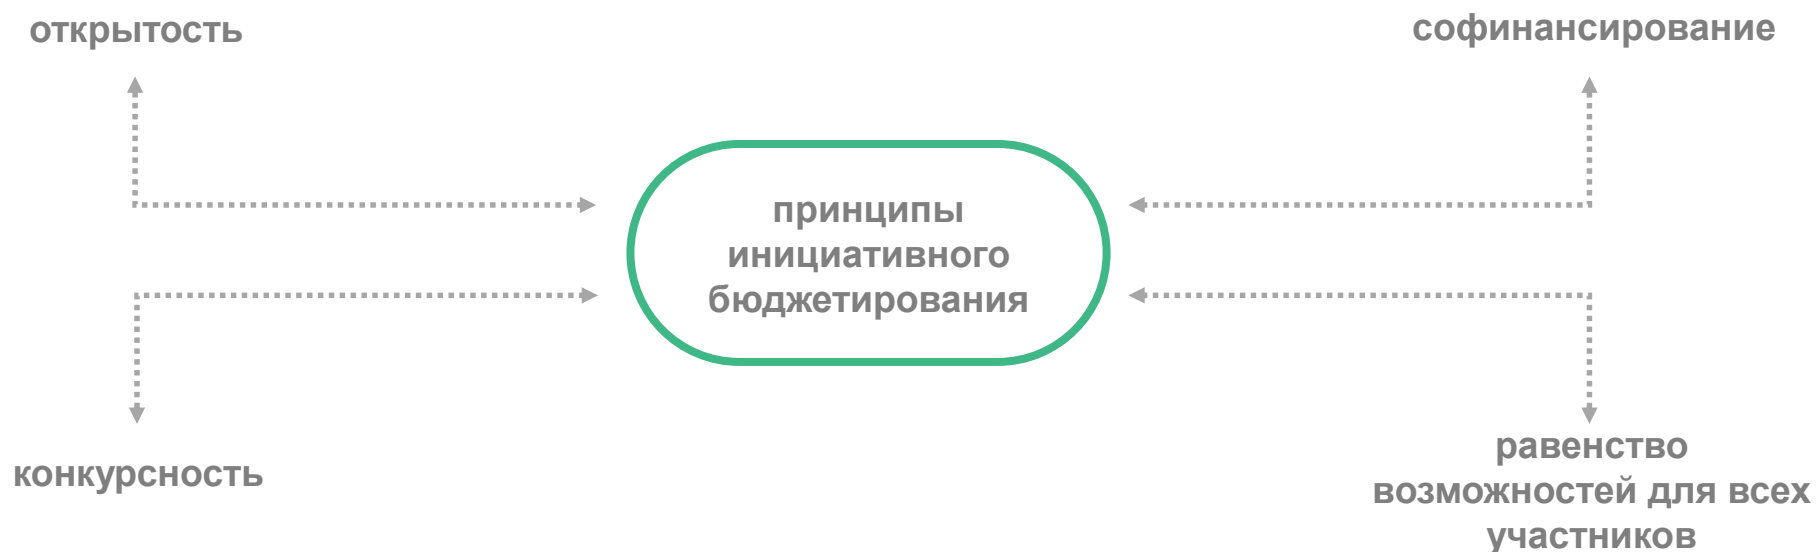 открытость
софинансирование
принципы
инициативного
бюджетирования
конкурсность
равенство
возможностей для всех
участников